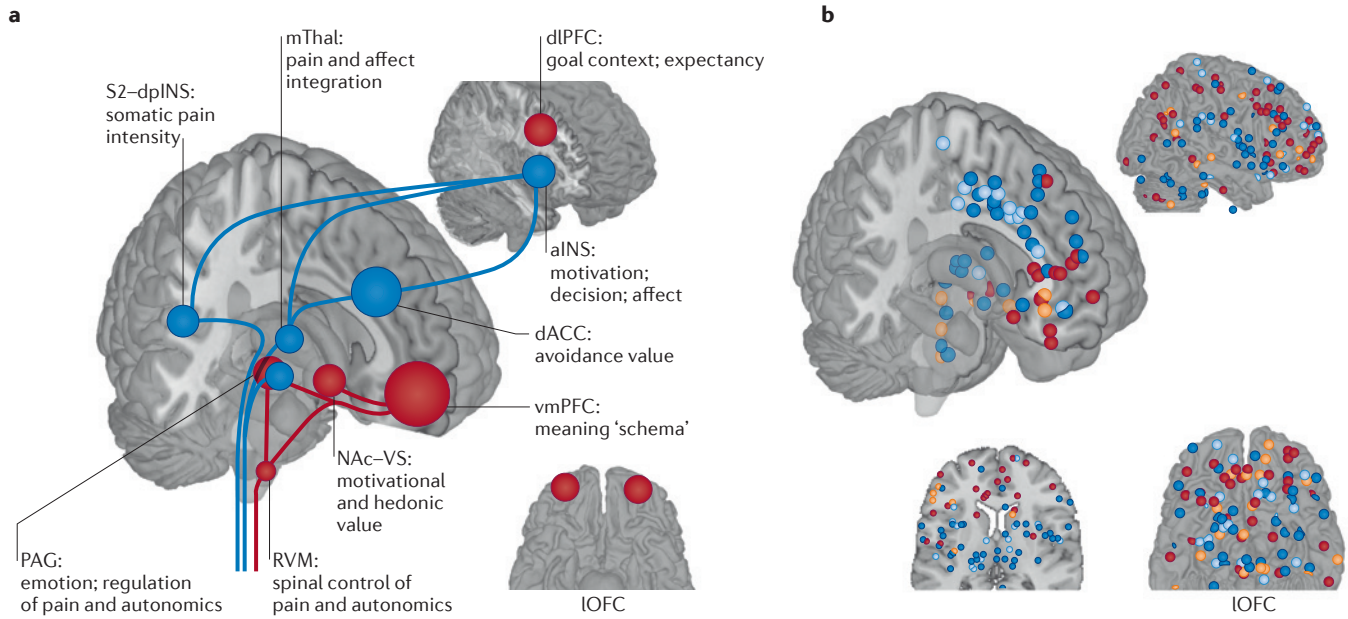 a
b
mThal:
pain and affect
integration
dlPFC:
goal context; expectancy
S2–dpINS:
somatic pain
intensity
aINS:
motivation;
decision; affect
dACC:
avoidance value
vmPFC:
meaning ‘schema’
NAc–VS:
motivational
and hedonic
value
PAG:
emotion; regulation
of pain and autonomics
RVM:
spinal control of
pain and autonomics
lOFC
lOFC